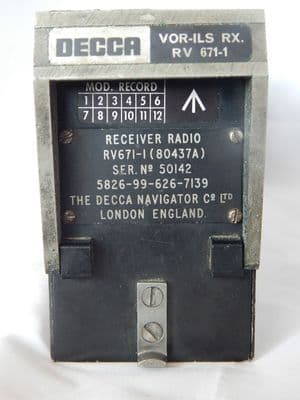 DECCA
VOR-ILS RX.
RV 671-1
MOD. RECORD
1 2 3 4 5 6
7 8 9 10 11 12
RECEIVER RADIO
RV671-1 (80437A)
SER. Nº 50142
5826-99-626-7139
THE DECCA NAVIGATOR Cº LTD
LONDON ENGLAND.